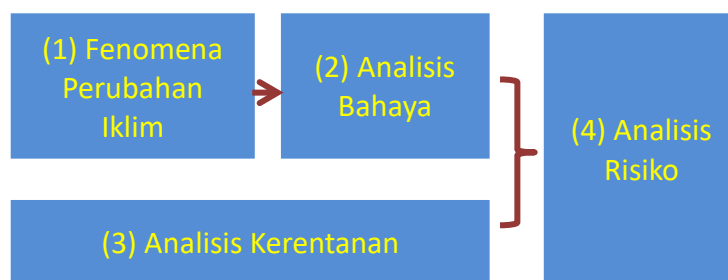 (1) Fenomena
Perubahan
Iklim
(2) Analisis
Bahaya
(3) Analisis Kerentanan
(4) Analisis
Risiko